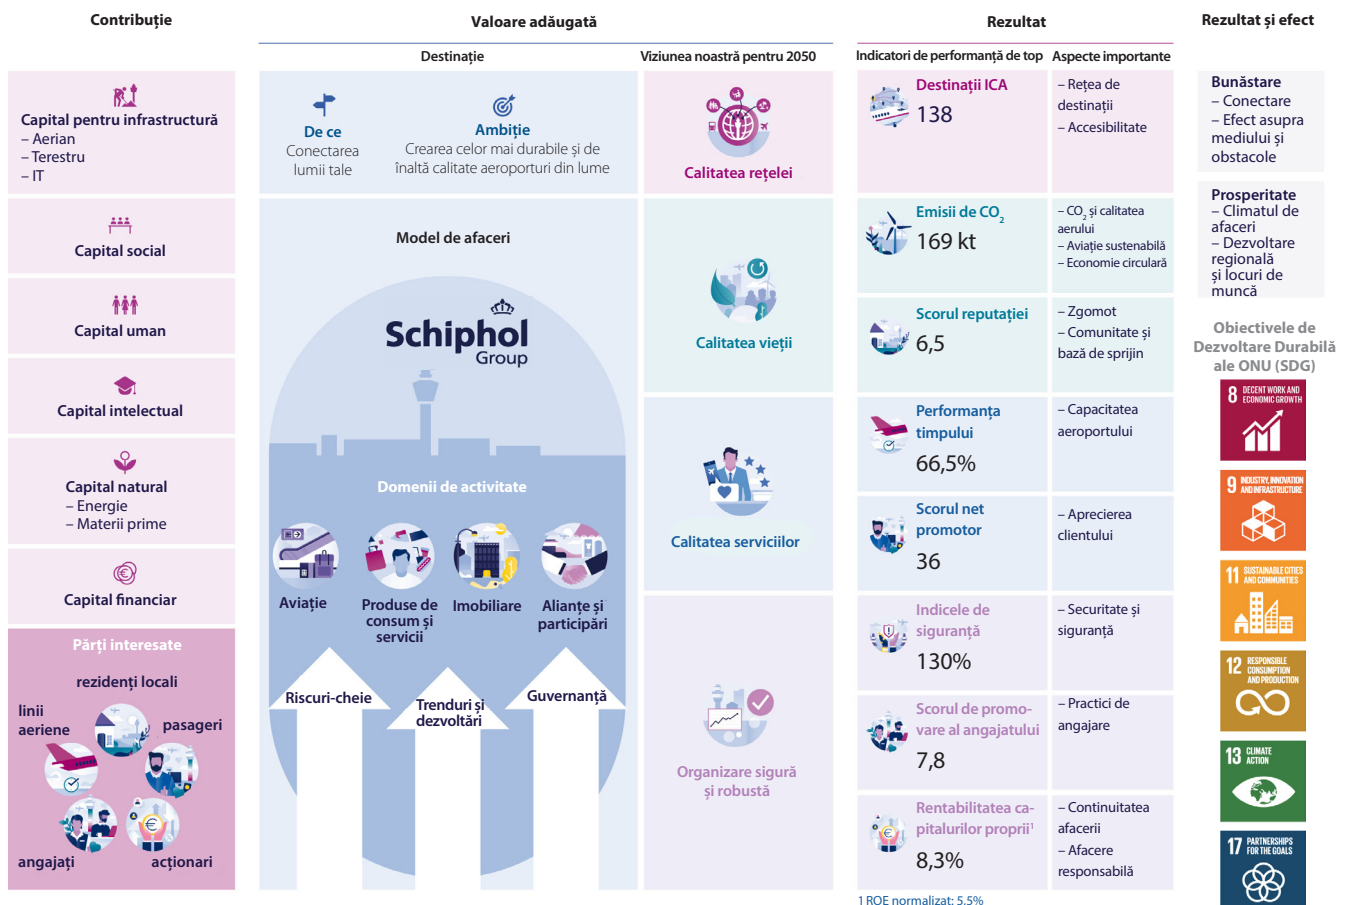 Contribuție
Capital pentru infrastructură
– Aerian
– Terestru
– IT
Capital social
Capital uman
Capital intelectual
Capital natural
– Energie
– Materii prime
Capital financiar
Părți interesate
rezidenți locali
linii
aeriene
pasageri
angajați
acționari
Valoare adăugată
Destinație
De ce
Conectarea
lumii tale
Ambiție
Crearea celor mai durabile și de
înaltă calitate aeroporturi din lume
Model de afaceri
Schiphol
Group
Domenii de activitate
Aviație
Produse de
consum și
servicii
Imobiliare
Alianțe și
participări
Riscuri-cheie
Trenduri și
dezvoltări
Guvernanță
Viziunea noastră pentru 2050
Calitatea rețelei
Calitatea vieții
Calitatea serviciilor
Organizare sigură
și robustă
Rezultat
Indicatori de performanță de top
Aspecte importante
Destinații ICA
138
– Rețea de
destinații
– Accesibilitate
Emisii de CO2
169 kt
– CO2 și calitatea
aerului
– Aviație sustenabilă
– Economie circulară
Scorul reputației
6,5
– Zgomot
– Comunitate și
bază de sprijin
Performanța
timpului
66,5%
– Capacitatea
aeroportului
Scorul net
promotor
36
– Aprecierea
clientului
Indicele de
siguranță
130%
– Securitate și
siguranță
Scorul de promo-
vare al angajatului
7,8
– Practici de
angajare
Rentabilitatea ca-
pitalurilor proprii1
8,3%
– Continuitatea
afacerii
– Afacere
responsabilă
1 ROE normalizat: 5,5%
Rezultat și efect
Bunăstare
– Conectare
– Efect asupra
mediului și
obstacole
Prosperitate
– Climatul de
afaceri
– Dezvoltare
regională
și locuri de
muncă
Obiectivele de
Dezvoltare Durabilă
ale ONU (SDG)
8 DECENT WORK AND
ECONOMIC GROWTH
9 INDUSTRY, INNOVATION
AND INFRASTRUCTURE
11 SUSTAINABLE CITIES
AND COMMUNITIES
12 RESPONSIBLE
CONSUMPTION
AND PRODUCTION
13 CLIMATE
ACTION
17 PARTNERSHIPS
FOR THE GOALS